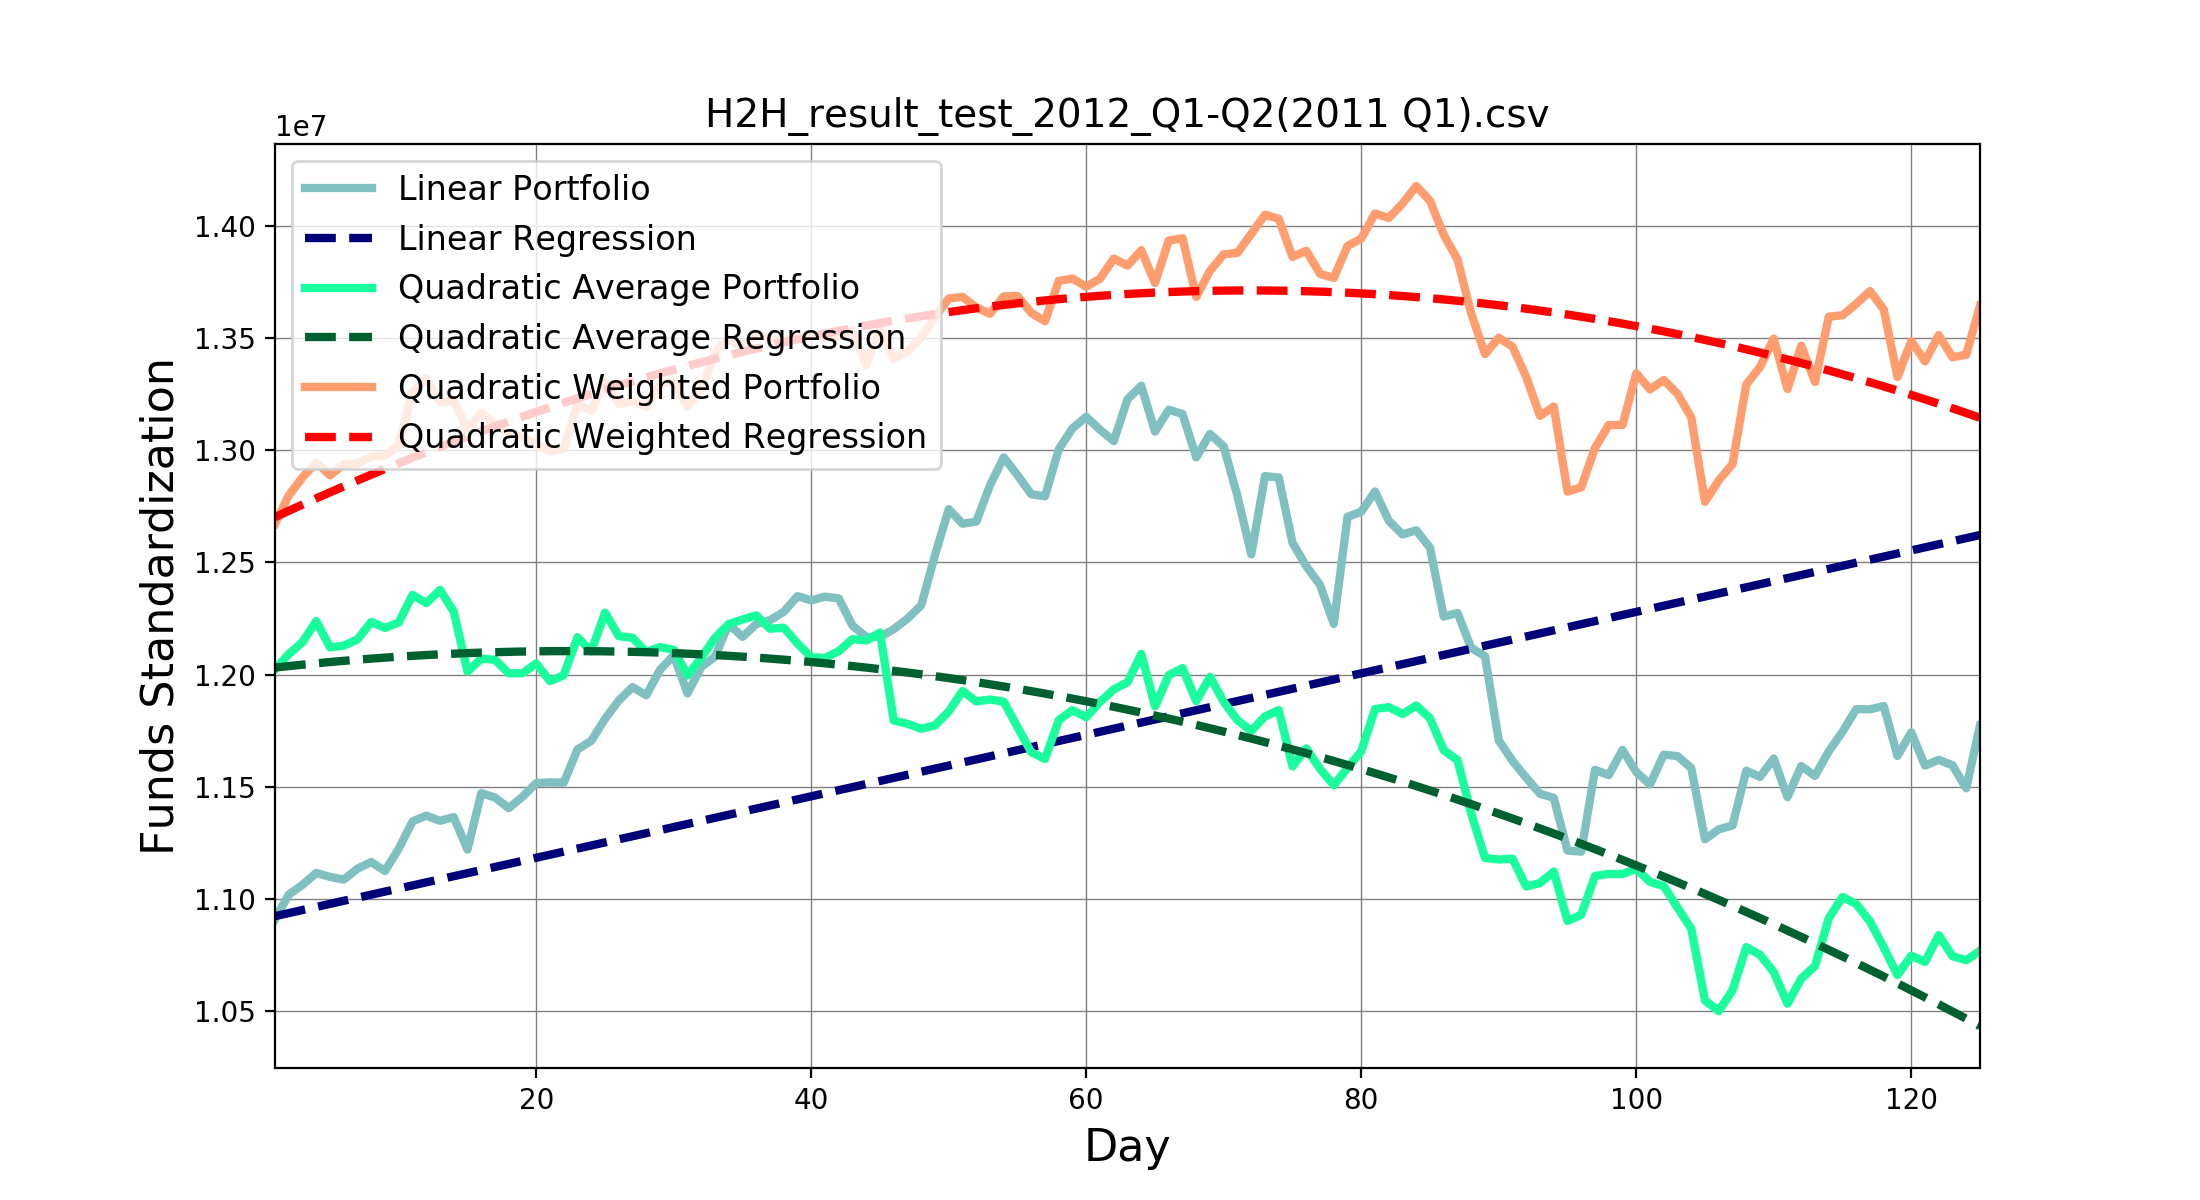 H2H_result_test_2012_Q1-Q2(2011 Q1).csv
1e7
Linear Portfolio
Linear Regression
Quadratic Average Portfolio
Quadratic Average Regression
Quadratic Weighted Portfolio
Quadratic Weighted Regression
Funds Standardization
1.40
1.35
1.30
1.25
1.20
1.15
1.10
1.05
20
40
60
80
100
120
Day